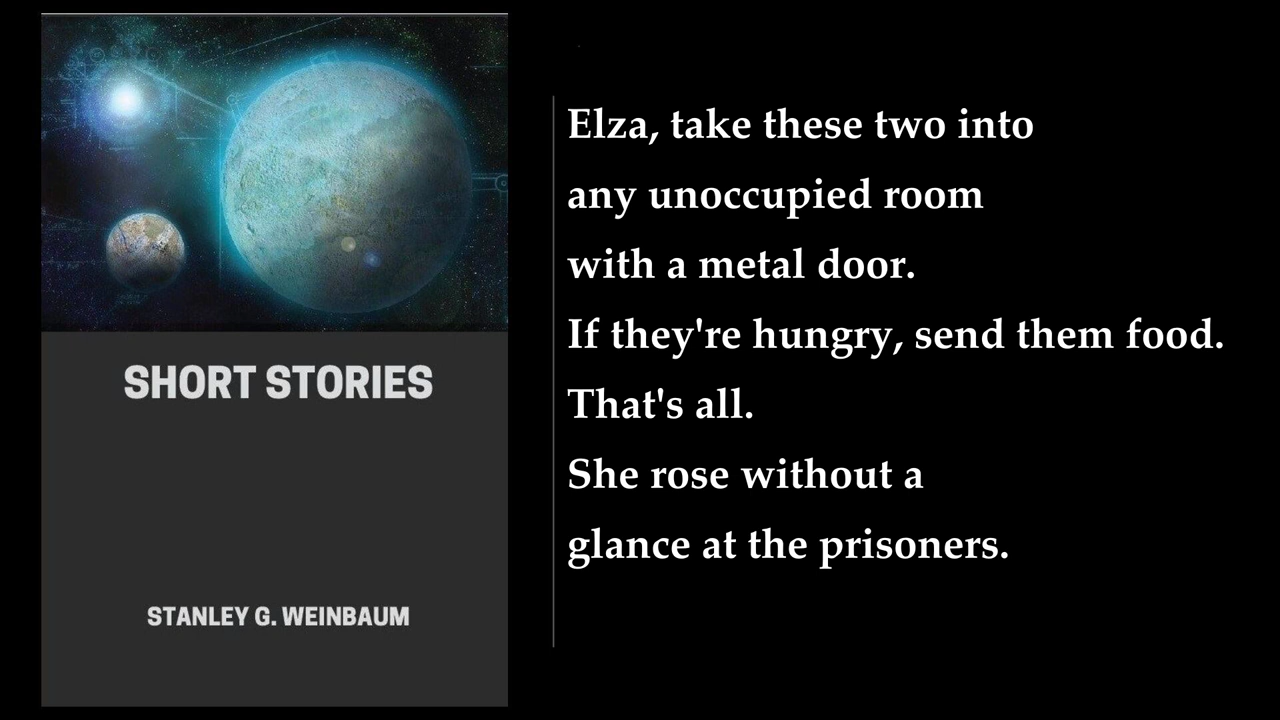 SHORT STORIES
STANLEY G. WEINBAUM
Elza, take these two into
any unoccupied room
with a metal door.
If they're hungry, send them food.
That's all.
She rose without a
glance at the prisoners.